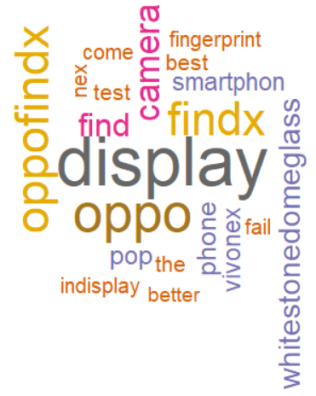 camera
fingerprint
oppofindx
come
best
nex
test
smartphon
find
findx
display
whitestonedomeglass
oppo
phone
vivonex
fail
pop
the
indisplay
better